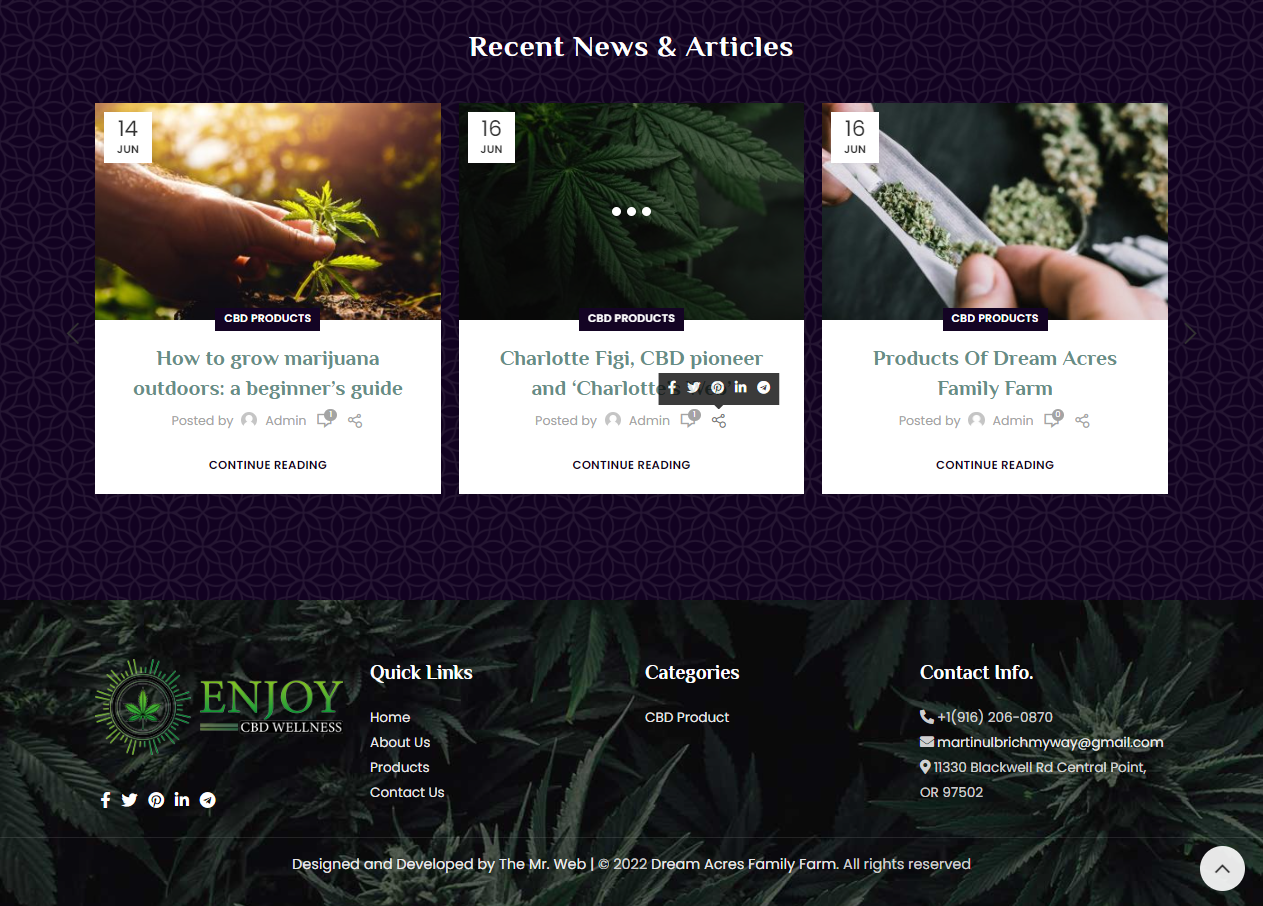 Recent News & Articles
14
JUN
CBD PRODUCTS
How to grow marijuana
outdoors: a beginner’s guide
Posted by Admin 1
CONTINUE READING
16
JUN
CBD PRODUCTS
Charlotte Figi, CBD pioneer
and ‘Charlotte’s Web’
Posted by Admin 1
CONTINUE READING
16
JUN
CBD PRODUCTS
Products Of Dream Acres
Family Farm
Posted by Admin 0
CONTINUE READING
ENJOY
CBD WELLNESS
Quick Links
Home
About Us
Products
Contact Us
Categories
CBD Product
Contact Info.
+1(916) 206-0870
martinulbrichmyway@gmail.com
11330 Blackwell Rd Central Point,
OR 97502
Designed and Developed by The Mr. Web | © 2022 Dream Acres Family Farm. All rights reserved